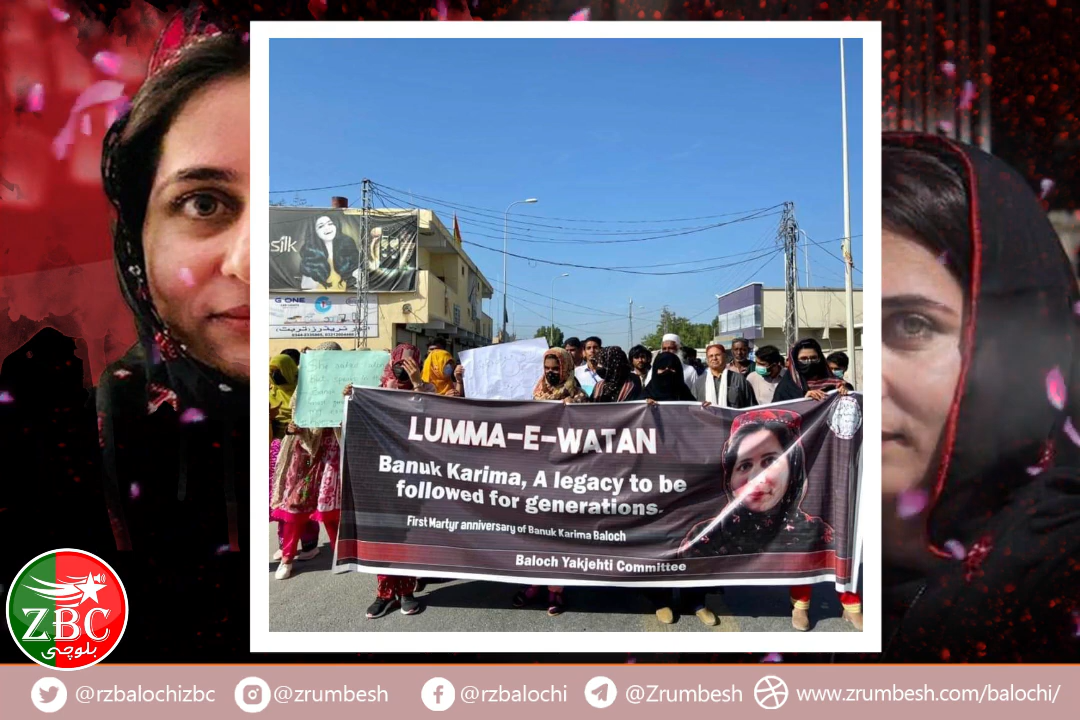 silk
G ONE
LUMMA-E-WATAN
Banuk Karima, A legacy to be
followed for generations.
First Martyr anniversary of Banuk Karima Baloch
Baloch Yakjehti Committee
ZBC
بلوچی
@rzbalochizbc
@zrumbesh
@rzbalochi
@Zrumbesh
www.zrumbesh.com/balochi/